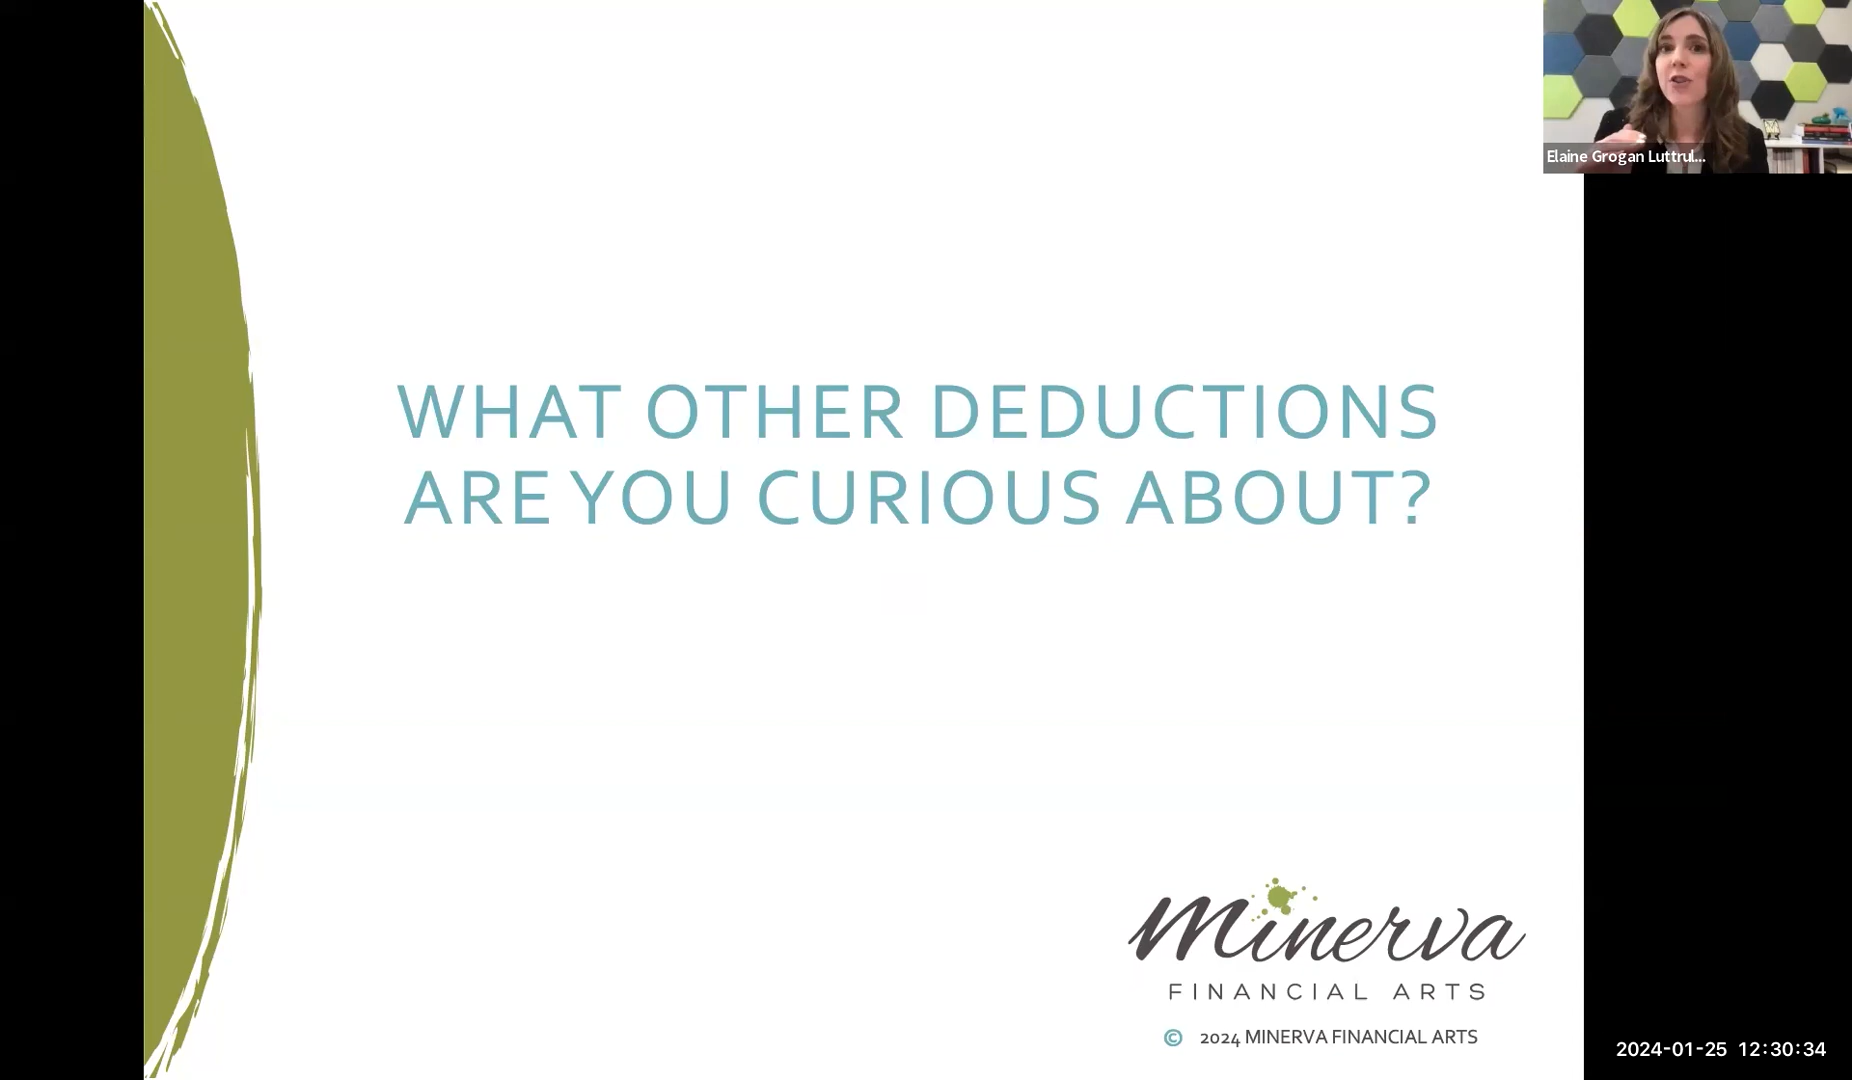 Elaine Grogan Luttrul...
WHAT OTHER DEDUCTIONS
ARE YOU CURIOUS ABOUT?
minerva
FINANCIAL ARTS
© 2024 MINERVA FINANCIAL ARTS
2024-01-25 12:30:34